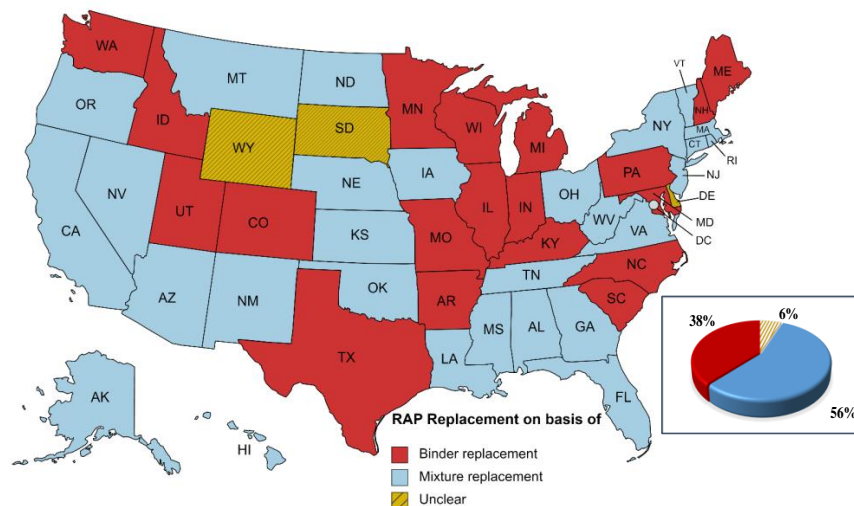 WA
MT
ND
MN
VT
ME
OR
ID
SD
WI
NH
NY
MA
WY
MI
CT
RI
IA
PA
NJ
NE
NV
OH
DE
UT
IL
IN
CO
WV
MD
CA
KS
MO
VA
KY
DC
NC
TN
OK
AZ
NM
AR
SC
MS
AL
GA
38%
6%
TX
LA
AK
FL
56%
RAP Replacement on basis of
HI
Binder replacement
Mixture replacement
Unclear